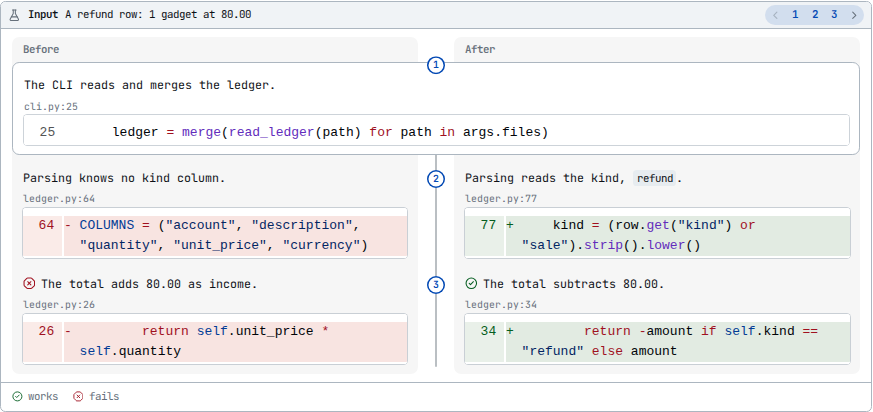 Input A refund row: 1 gadget at 80.00
1 2 3
Before
After
1
The CLI reads and merges the ledger.
cli.py:25
25 ledger = merge(read_ledger(path) for path in args.files)
2
Parsing knows no kind column.
ledger.py:64
64 - COLUMNS = ("account", "description",
"quantity", "unit_price", "currency")
Parsing reads the kind, refund.
ledger.py:77
77 + kind = (row.get("kind") or
"sale").strip().lower()
3
The total adds 80.00 as income.
ledger.py:26
26 - return self.unit_price *
self.quantity
The total subtracts 80.00.
ledger.py:34
34 + return -amount if self.kind ==
"refund" else amount
works fails